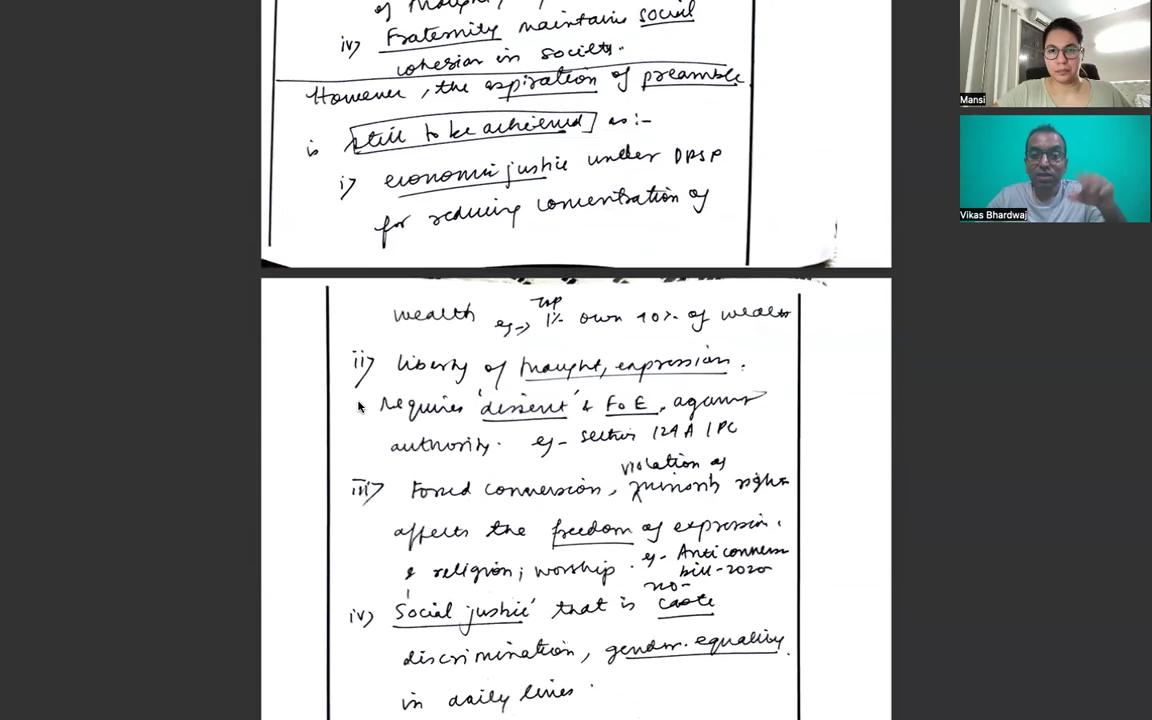 of thought
iv) Fraternity maintains social
cohesion in society.
However, the aspiration of preamble
is still to be achieved as:-
i) economic justice under DPSP
for reducing concentration of
wealth eg -> Top 1% own 40% of wealth
ii) liberty of thought, expression.
requires 'dissent' & FoE, against
authority. eg - section 124A IPC
iii) Forced conversion, violation of minority rights
affects the freedom of expression,
& religion; worship. eg - Anti conversn
bill-2020
iv) 'Social justice' that is no- caste
discrimination, gender equality.
in daily lives.
Mansi
Vikas Bhardwaj